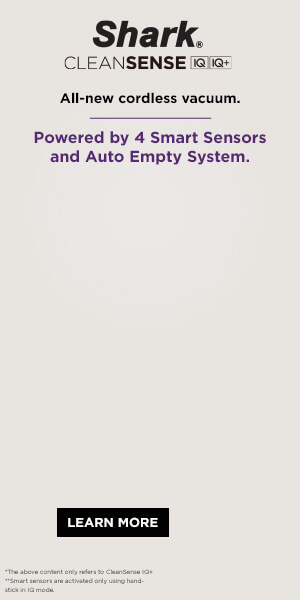 Shark®
CLEANSENSE IQ IQ+
All-new cordless vacuum.
Powered by 4 Smart Sensors
and Auto Empty System.
LEARN MORE
*The above content only refers to CleanSense IQ+
**Smart sensors are activated only using hand-
stick in IQ mode.